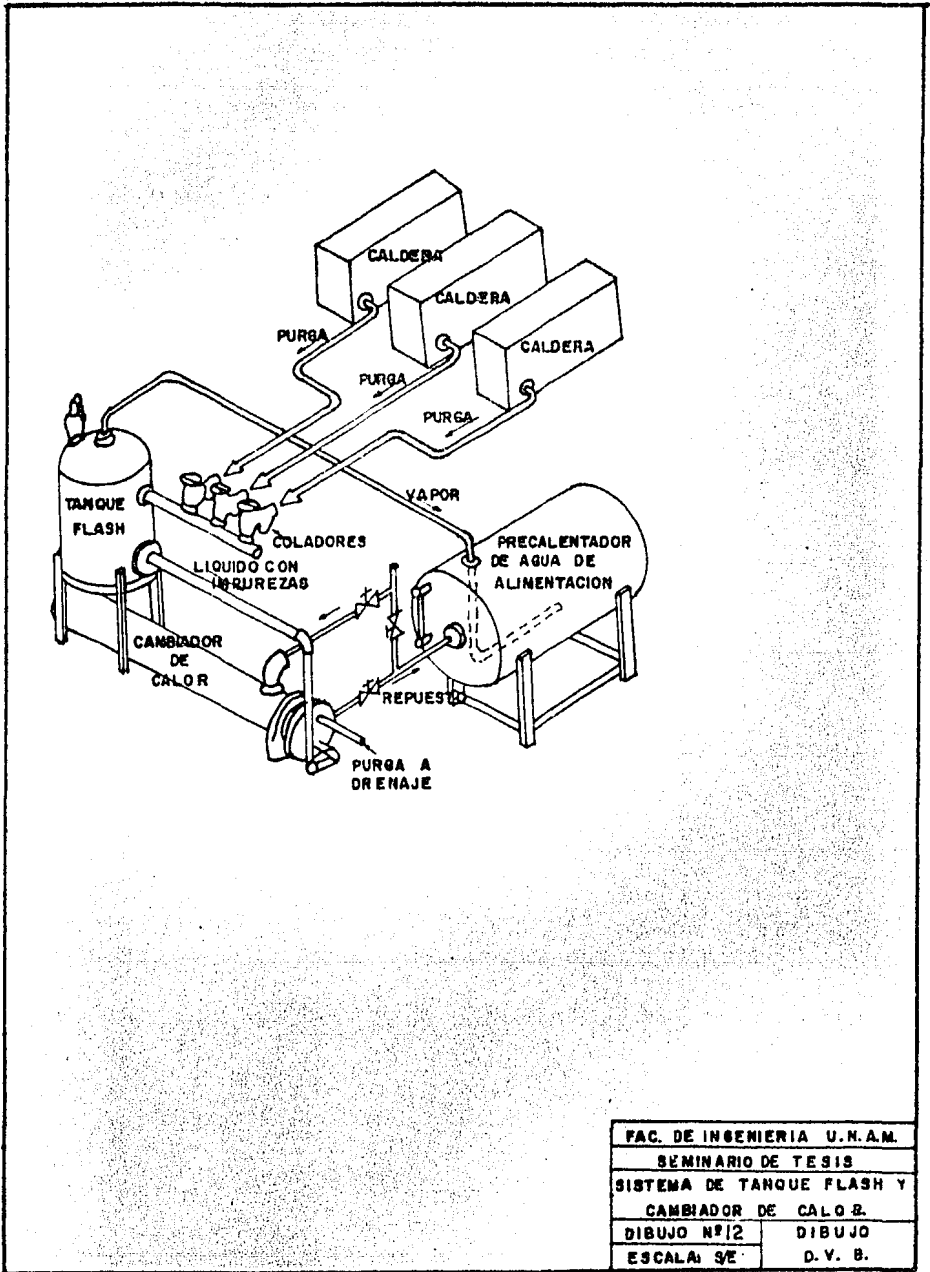 CALDERA
CALDERA
CALDERA
PURGA
PURGA
PURGA
VAPOR
TANQUE
FLASH
COLADORES
LIQUIDO CON
IMPUREZAS
PRECALENTADOR
DE AGUA DE
ALIMENTACION
CAMBIADOR
DE
CALOR
REPUESTO
PURGA A
DRENAJE
FAC. DE INGENIERIA U.N.A.M.
SEMINARIO DE TESIS
SISTEMA DE TANQUE FLASH Y
CAMBIADOR DE CALOR.
DIBUJO Nº12 DIBUJO
ESCALA: S/E D. V. B.